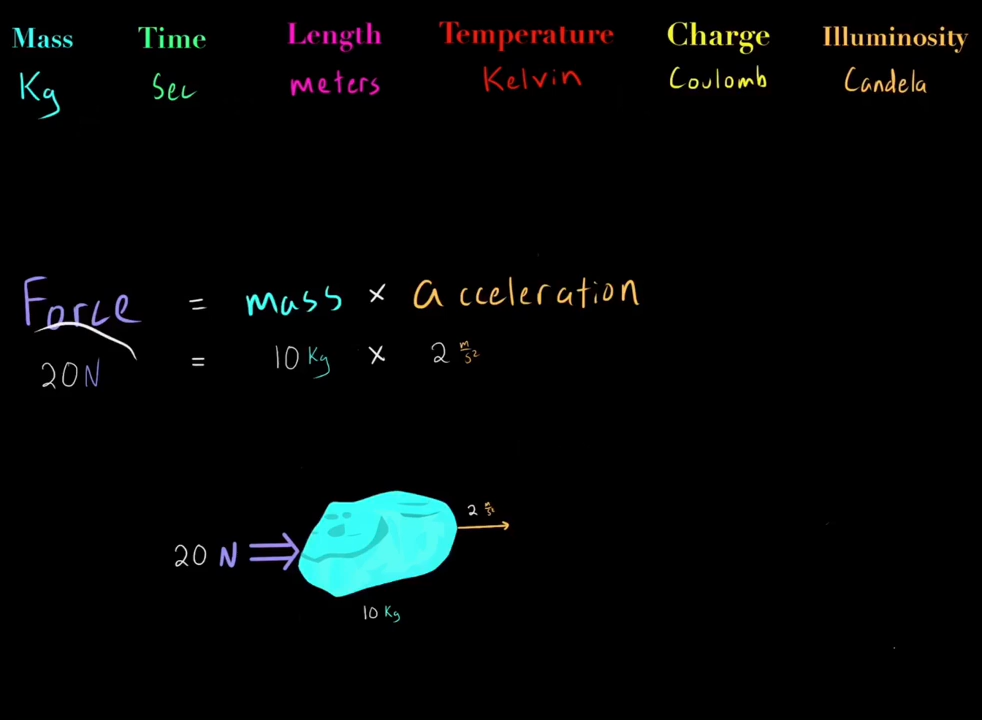 Mass Time Length Temperature Charge Illuminosity
Kg Sec meters Kelvin Coulomb Candela
Force = mass × acceleration
20N = 10 Kg × 2 m/s²
2 m/s²
20 N
10 Kg